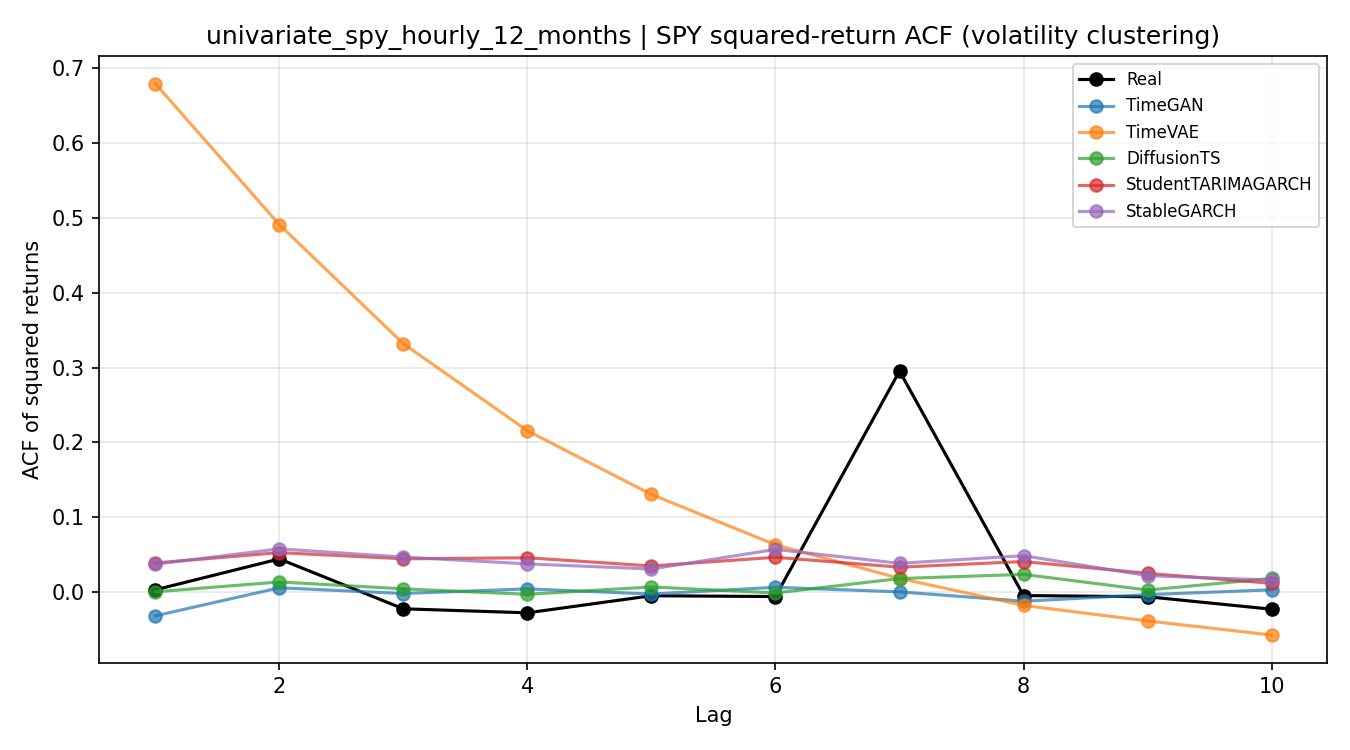 univariate_spy_hourly_12_months | SPY squared-return ACF (volatility clustering)
0.7
0.6
0.5
0.4
0.3
0.2
0.1
0.0
ACF of squared returns
Real
TimeGAN
TimeVAE
DiffusionTS
StudentTARIMAGARCH
StableGARCH
2
4
6
8
10
Lag